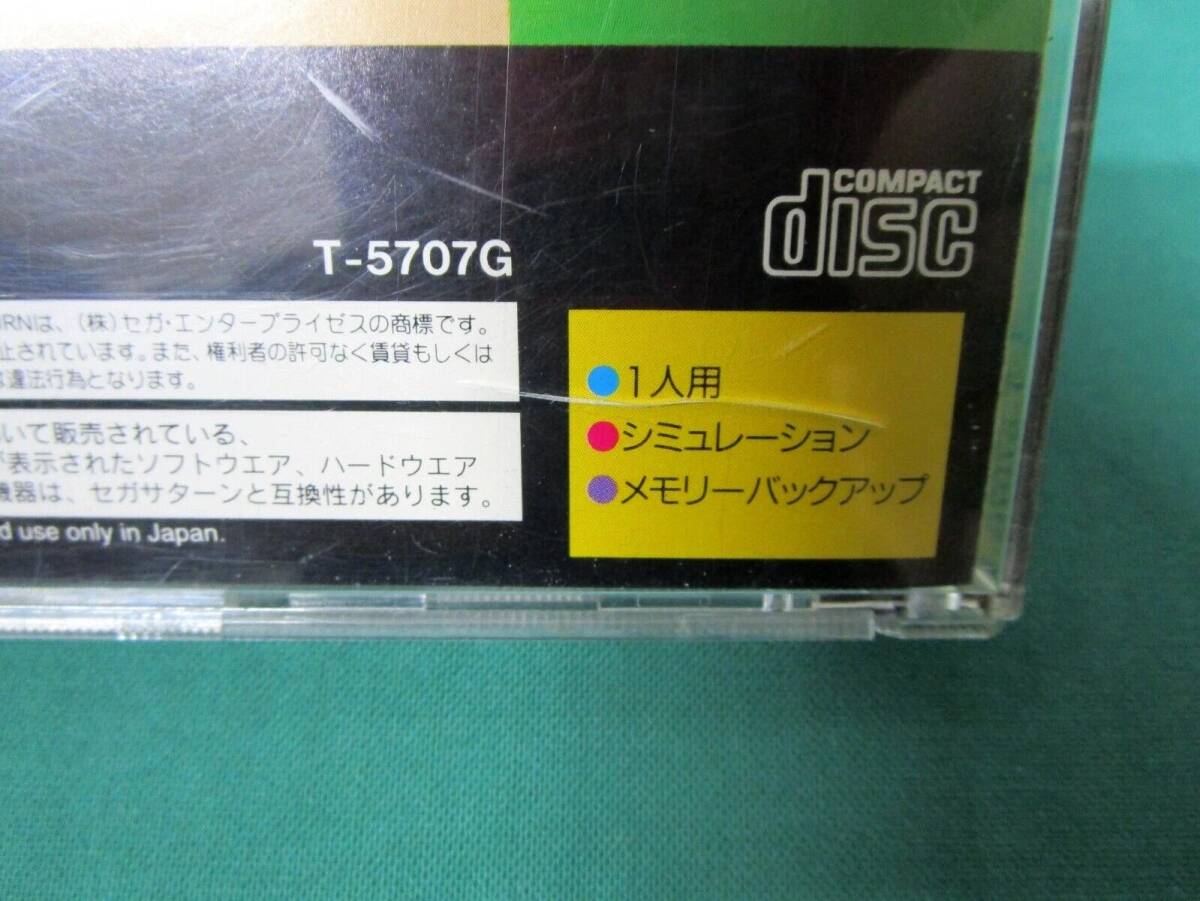 COMPACT
disc
T-5707G
URNは、(株)セガ・エンタープライゼスの商標です。
止されています。また、権利者の許可なく賃貸もしくは
違法行為となります。
いて販売されている、
が表示されたソフトウエア、ハードウエア
機器は、セガサターンと互換性があります。
d use only in Japan.
●1人用
●シミュレーション
●メモリーバックアップ